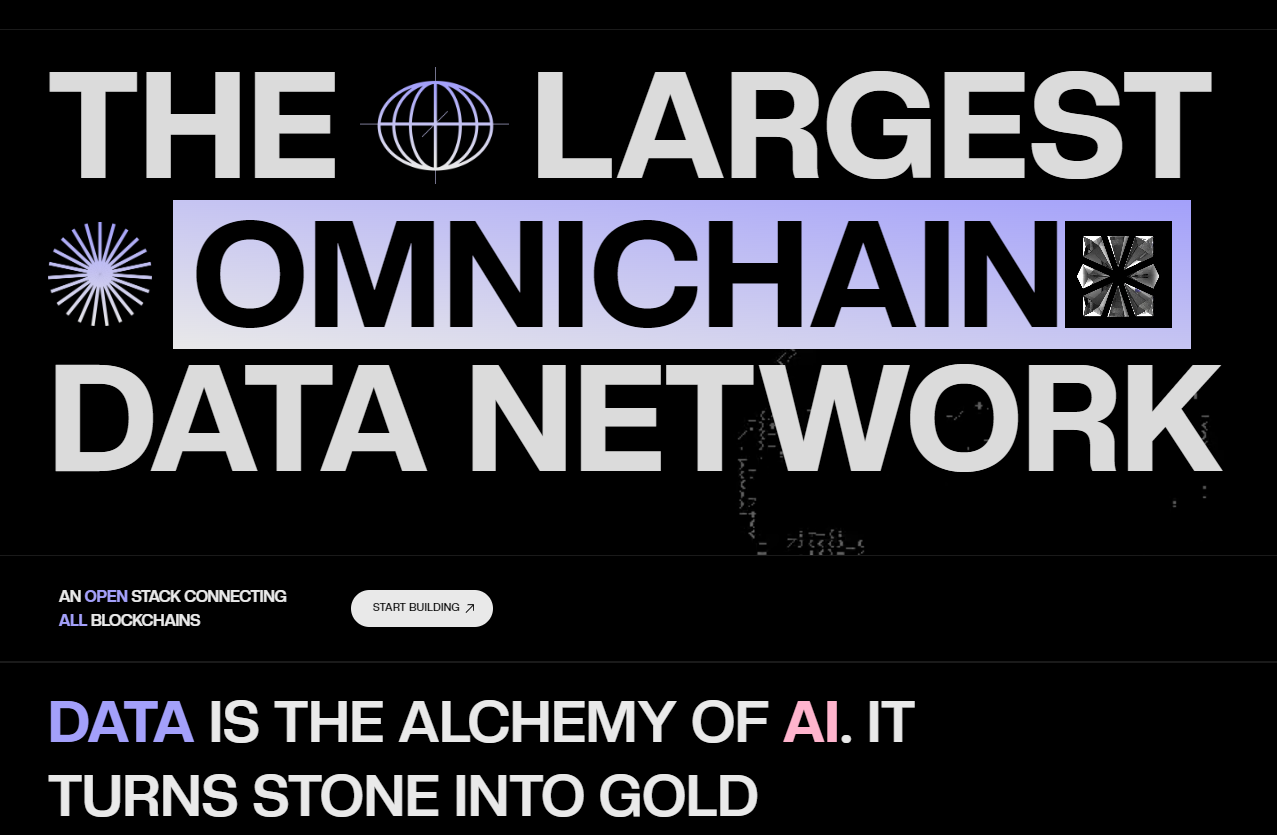 THE LARGEST
OMNICHAIN
DATA NETWORK
AN OPEN STACK CONNECTING
ALL BLOCKCHAINS
START BUILDING
DATA IS THE ALCHEMY OF AI. IT
TURNS STONE INTO GOLD